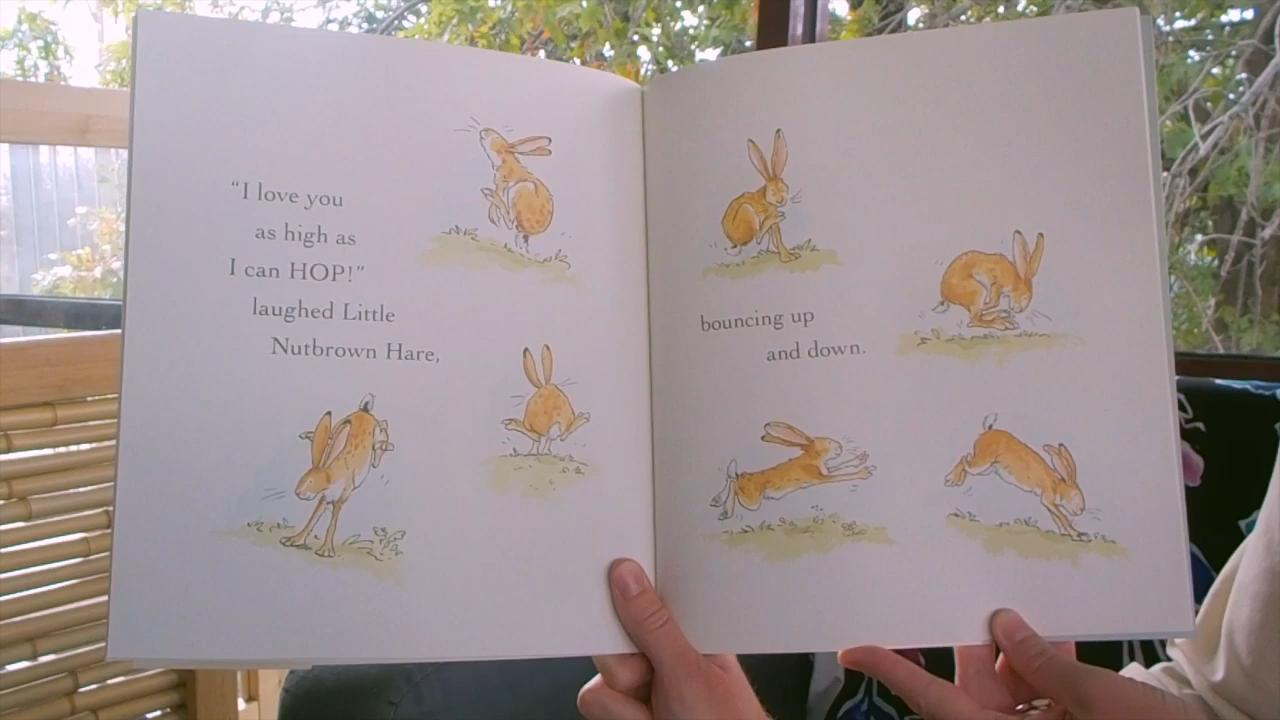 “I love you
as high as
I can HOP!”
laughed Little
Nutbrown Hare,
bouncing up
and down.